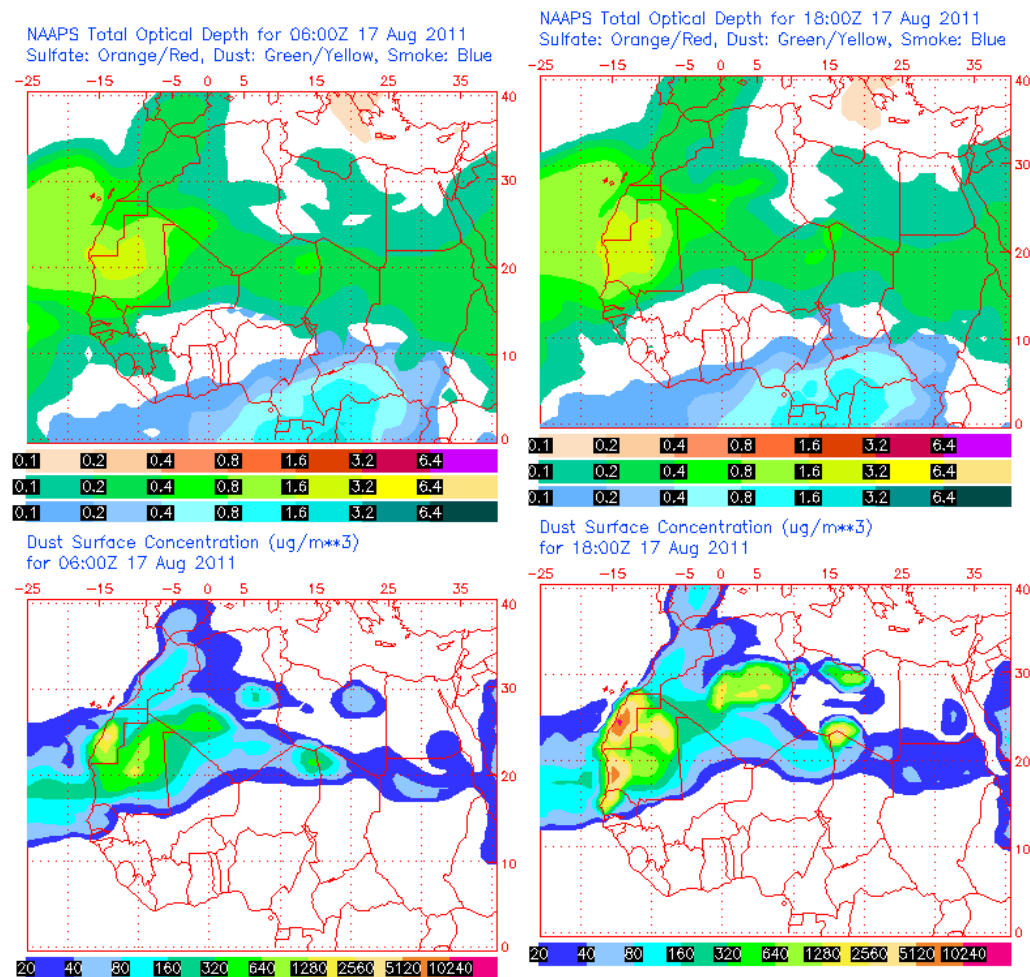 NAAPS Total Optical Depth for 06:00Z 17 Aug 2011
Sulfate: Orange/Red, Dust: Green/Yellow, Smoke: Blue
-25 -15 -5 0 5 15 25 35
40
30
20
10
0
0.1 0.2 0.4 0.8 1.6 3.2 6.4
0.1 0.2 0.4 0.8 1.6 3.2 6.4
0.1 0.2 0.4 0.8 1.6 3.2 6.4
NAAPS Total Optical Depth for 18:00Z 17 Aug 2011
Sulfate: Orange/Red, Dust: Green/Yellow, Smoke: Blue
-25 -15 -5 0 5 15 25 35
40
30
20
10
0
0.1 0.2 0.4 0.8 1.6 3.2 6.4
0.1 0.2 0.4 0.8 1.6 3.2 6.4
0.1 0.2 0.4 0.8 1.6 3.2 6.4
Dust Surface Concentration (ug/m**3)
for 06:00Z 17 Aug 2011
-25 -15 -5 0 5 15 25 35
40
30
20
10
0
20 40 80 160 320 640 1280 2560 5120 10240
Dust Surface Concentration (ug/m**3)
for 18:00Z 17 Aug 2011
-25 -15 -5 0 5 15 25 35
40
30
20
10
0
20 40 80 160 320 640 1280 2560 5120 10240